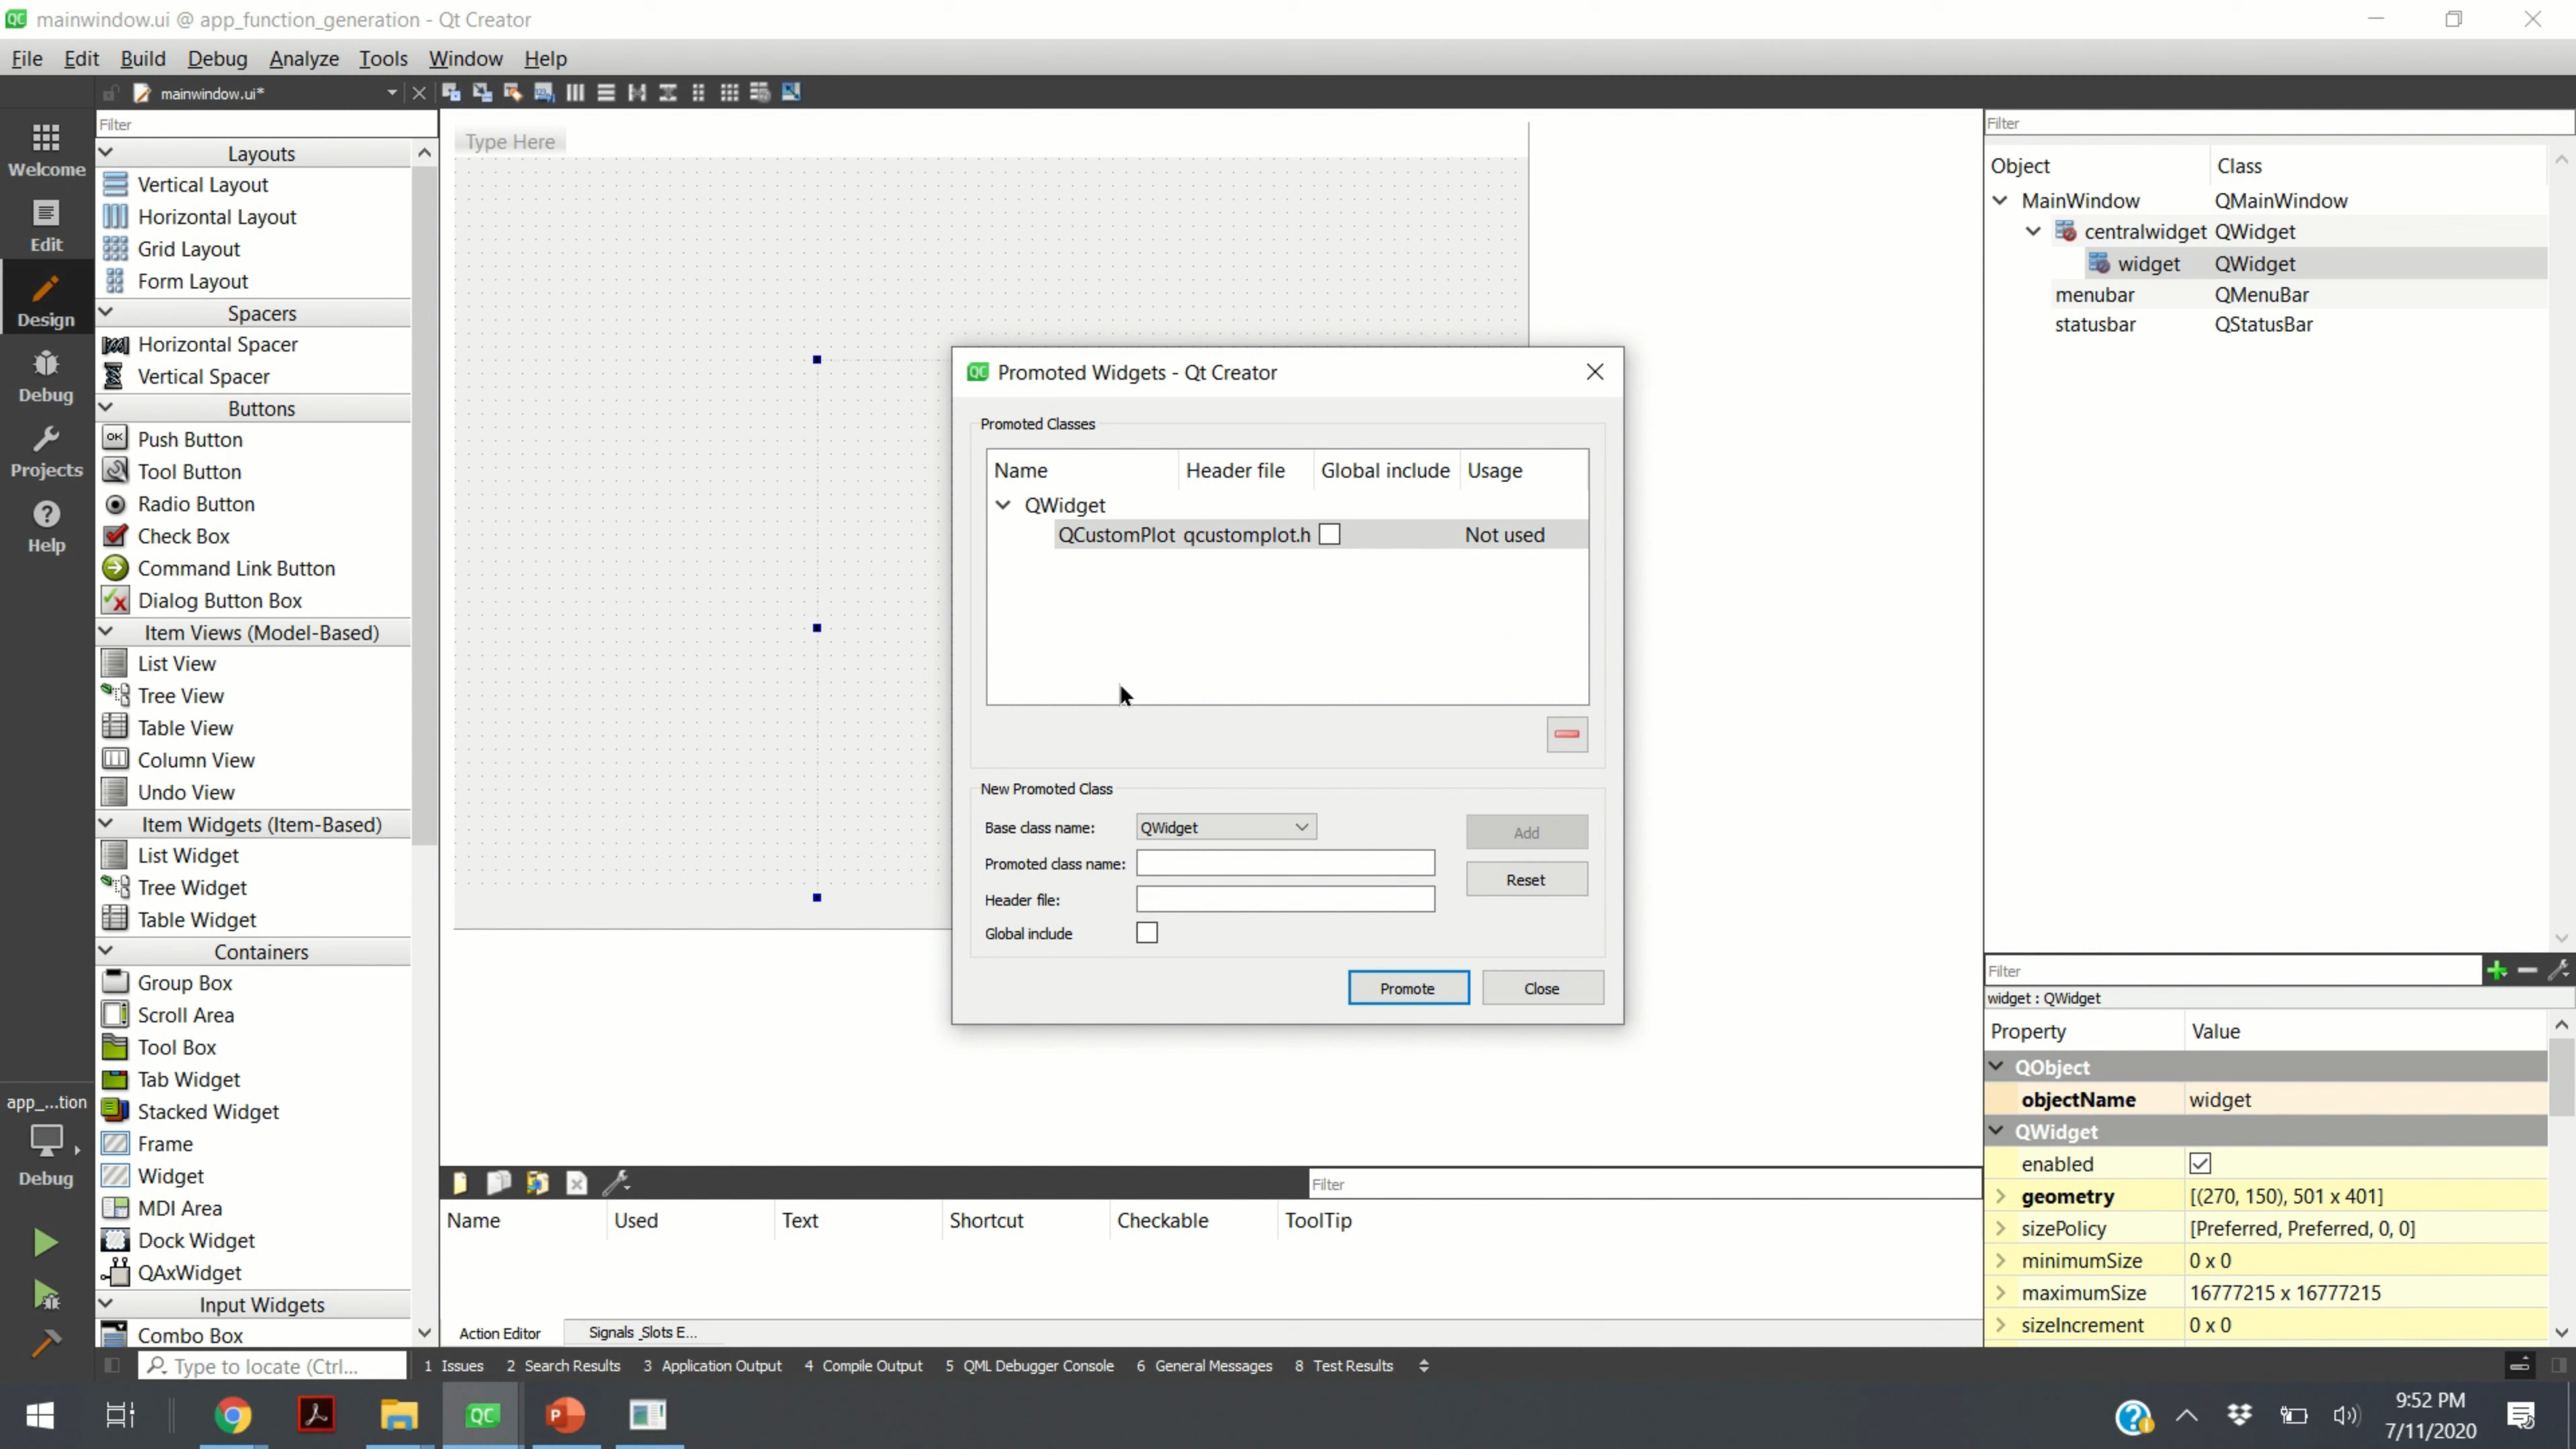 mainwindow.ui @ app_function_generation - Qt Creator
File Edit Build Debug Analyze Tools Window Help
mainwindow.ui*
Filter
Layouts
Vertical Layout
Horizontal Layout
Grid Layout
Form Layout
Spacers
Horizontal Spacer
Vertical Spacer
Buttons
Push Button
Tool Button
Radio Button
Check Box
Command Link Button
Dialog Button Box
Item Views (Model-Based)
List View
Tree View
Table View
Column View
Undo View
Item Widgets (Item-Based)
List Widget
Tree Widget
Table Widget
Containers
Group Box
Scroll Area
Tool Box
Tab Widget
Stacked Widget
Frame
Widget
MDI Area
Dock Widget
QAxWidget
Input Widgets
Combo Box
Welcome
Edit
Design
Debug
Projects
Help
app_...tion
Debug
Type Here
Promoted Widgets - Qt Creator
Promoted Classes
Name Header file Global include Usage
QWidget
QCustomPlot qcustomplot.h Not used
New Promoted Class
Base class name: QWidget
Add
Promoted class name:
Reset
Header file:
Global include
Promote Close
Filter
Object Class
MainWindow QMainWindow
centralwidget QWidget
widget QWidget
menubar QMenuBar
statusbar QStatusBar
Filter
widget : QWidget
Property Value
QObject
objectName widget
QWidget
enabled
geometry [(270, 150), 501 x 401]
sizePolicy [Preferred, Preferred, 0, 0]
minimumSize 0 x 0
maximumSize 16777215 x 16777215
sizeIncrement 0 x 0
Filter
Name Used Text Shortcut Checkable ToolTip
Action Editor Signals _Slots E...
Type to locate (Ctrl... 1 Issues 2 Search Results 3 Application Output 4 Compile Output 5 QML Debugger Console 6 General Messages 8 Test Results
9:52 PM
7/11/2020